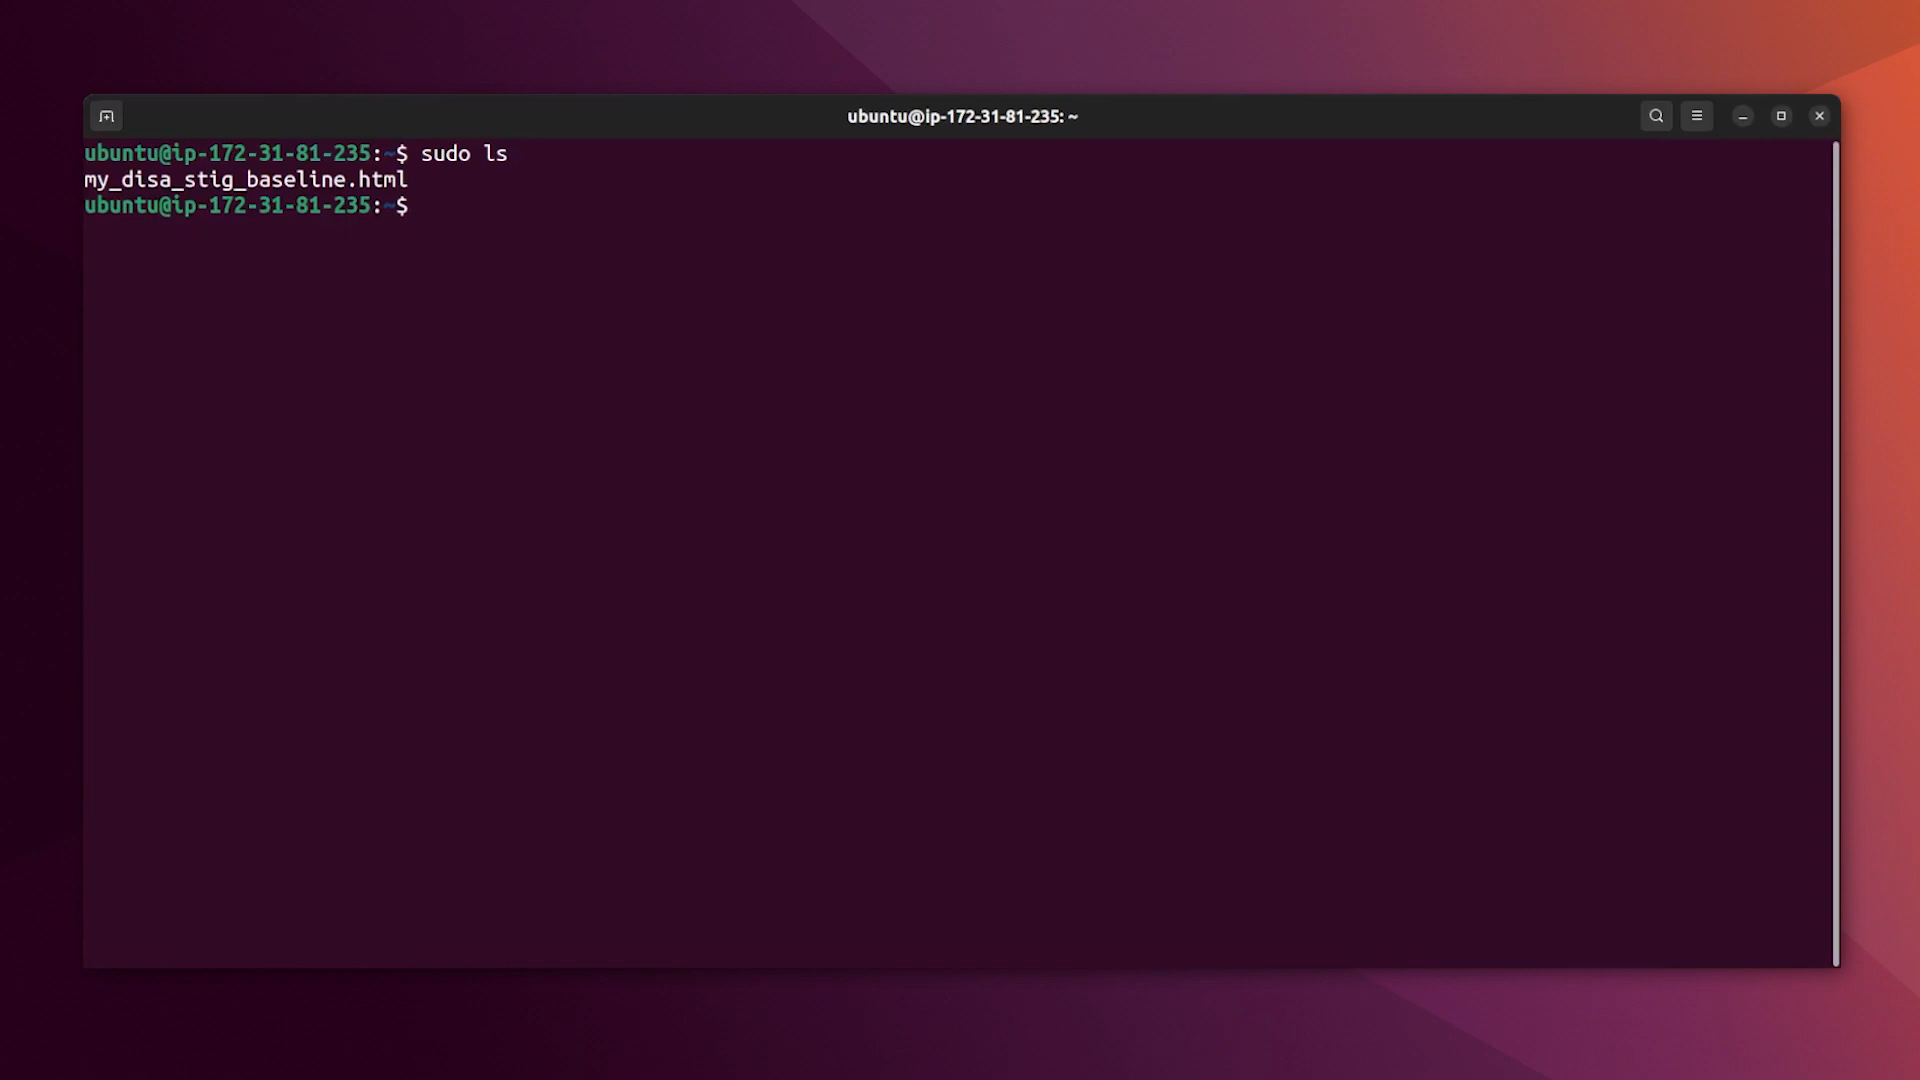 ubuntu@ip-172-31-81-235: ~
ubuntu@ip-172-31-81-235:~$ sudo ls
my_disa_stig_baseline.html
ubuntu@ip-172-31-81-235:~$